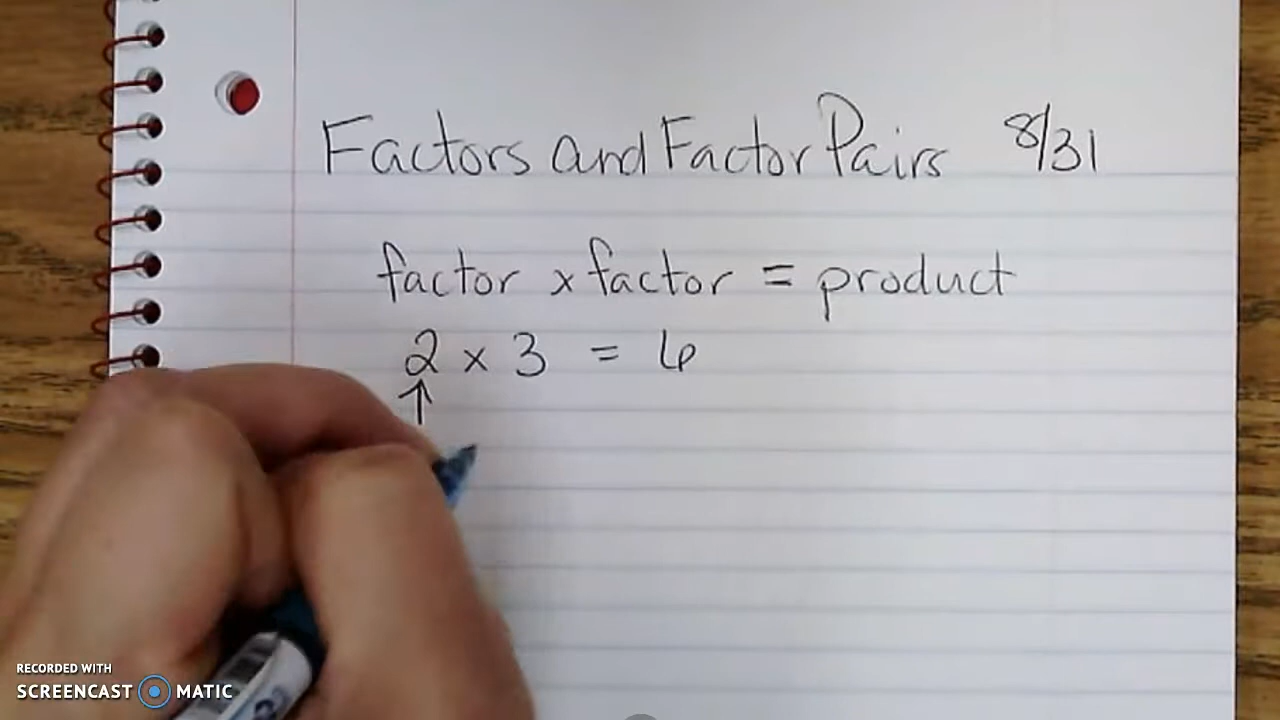 Factors and Factor Pairs 8/31
factor x factor = product
2 x 3 = 6
↑
RECORDED WITH
SCREENCAST MATIC